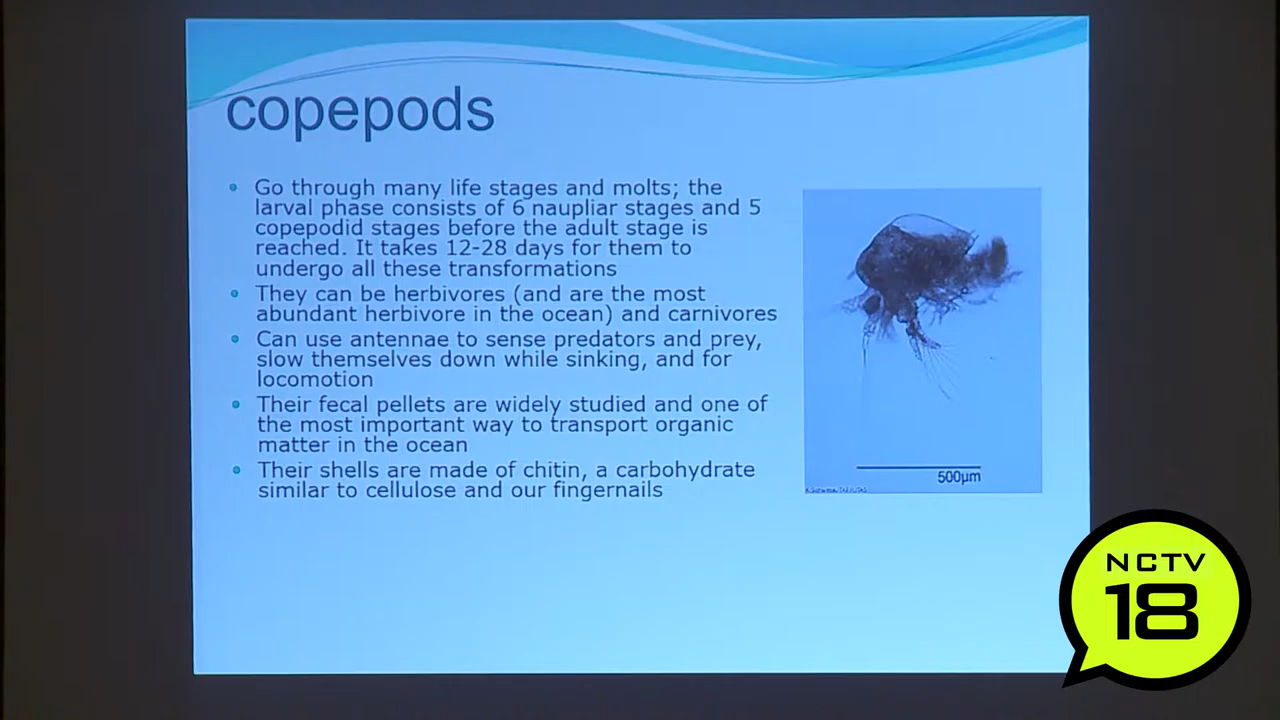 copepods
Go through many life stages and molts; the
larval phase consists of 6 naupliar stages and 5
copepodid stages before the adult stage is
reached. It takes 12-28 days for them to
undergo all these transformations
They can be herbivores (and are the most
abundant herbivore in the ocean) and carnivores
Can use antennae to sense predators and prey,
slow themselves down while sinking, and for
locomotion
Their fecal pellets are widely studied and one of
the most important way to transport organic
matter in the ocean
Their shells are made of chitin, a carbohydrate
similar to cellulose and our fingernails
500µm
NCTV
18